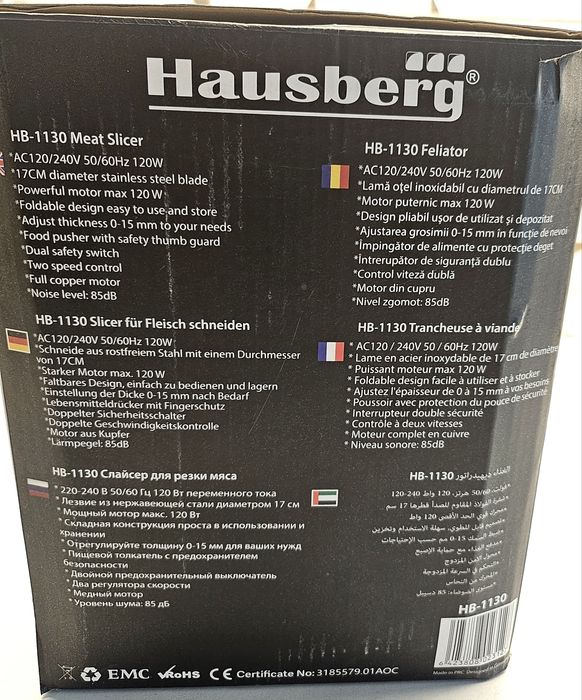 Hausberg®
HB-1130 Meat Slicer
*AC120/240V 50/60Hz 120W
*17CM diameter stainless steel blade
*Powerful motor max 120 W
*Foldable design easy to use and store
*Adjust thickness 0-15 mm to your needs
*Food pusher with safety thumb guard
*Dual safety switch
*Two speed control
*Full copper motor
*Noise level: 85dB
HB-1130 Feliator
*AC120/240V 50/60Hz 120W
*Lamă oțel inoxidabil cu diametrul de 17CM
*Motor puternic max 120 W
*Design pliabil ușor de utilizat și depozitat
*Ajustarea grosimii 0-15 mm în funcție de nevoi
*Împingător de alimente cu protecție deget
*Întrerupător de siguranță dublu
*Control viteză dublă
*Motor din cupru
*Nivel zgomot: 85dB
HB-1130 Slicer für Fleisch schneiden
*AC120/240V 50/60Hz 120W
*Schneide aus rostfreiem Stahl mit einem Durchmesser
von 17CM
*Starker Motor max. 120 W
*Faltbares Design, einfach zu bedienen und lagern
*Einstellung der Dicke 0-15 mm nach Bedarf
*Lebensmitteldrücker mit Fingerschutz
*Doppelter Sicherheitsschalter
*Doppelte Geschwindigkeitskontrolle
*Motor aus Kupfer
*Lärmpegel: 85dB
HB-1130 Trancheuse à viande
*AC120 / 240V 50 / 60Hz 120W
*Lame en acier inoxydable de 17 cm de diamètre
*Puissant moteur max 120 W
*Foldable design facile à utiliser et à stocker
*Ajustez l'épaisseur de 0 à 15 mm à vos besoins
*Poussoir avec protection du pouce de sécurité
*Interrupteur double sécurité
*Contrôle à deux vitesses
*Moteur complet en cuivre
*Niveau sonore: 85dB
HB-1130 Слайсер для резки мяса
*220-240 В 50/60 Гц 120 Вт переменного тока
*Лезвие из нержавеющей стали диаметром 17 см
*Мощный мотор макс. 120 Вт
*Складная конструкция проста в использовании и
хранении
*Отрегулируйте толщину 0-15 мм для ваших нужд
*Пищевой толкатель с предохранителем
безопасности
*Двойной предохранительный выключатель
*Два регулятора скорости
*Медный мотор
*Уровень шума: 85 дБ
HB-1130
HB-1130
EMC RoHS CE Certificate No: 3185579.01AOC